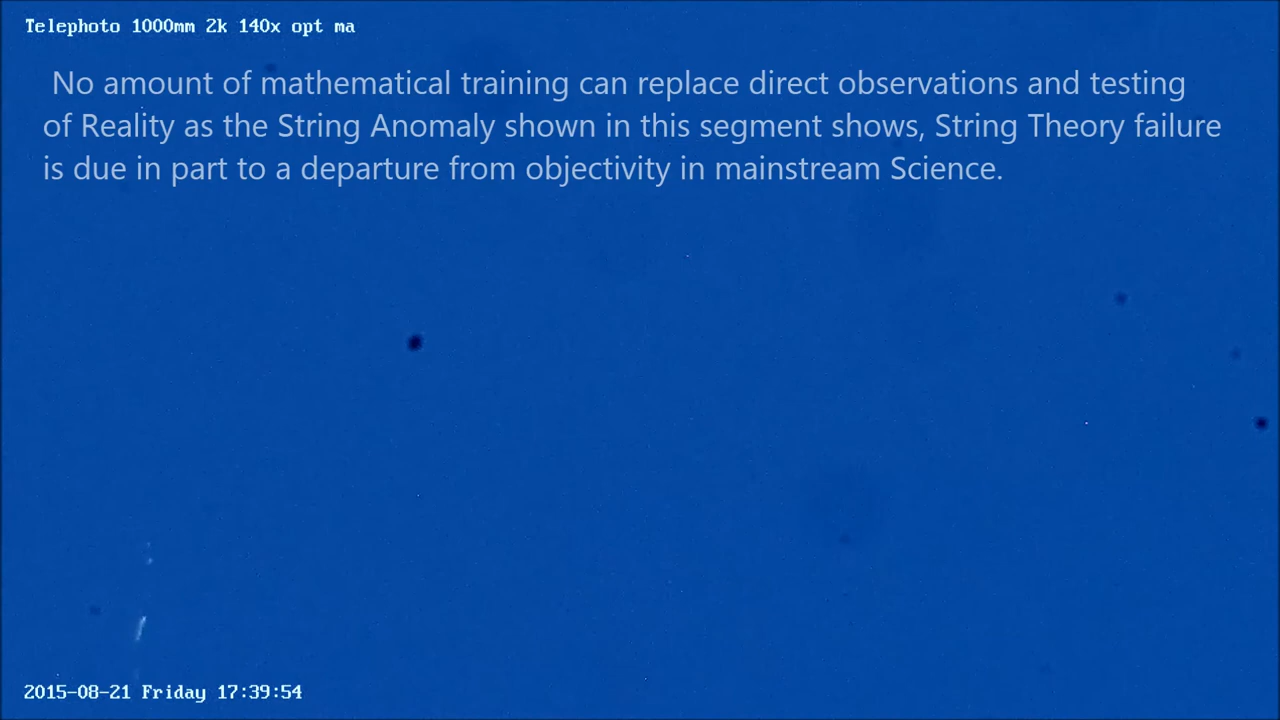 Telephoto 1000mm 2k 140x opt ma
No amount of mathematical training can replace direct observations and testing
of Reality as the String Anomaly shown in this segment shows, String Theory failure
is due in part to a departure from objectivity in mainstream Science.
2015-08-21 Friday 17:39:54